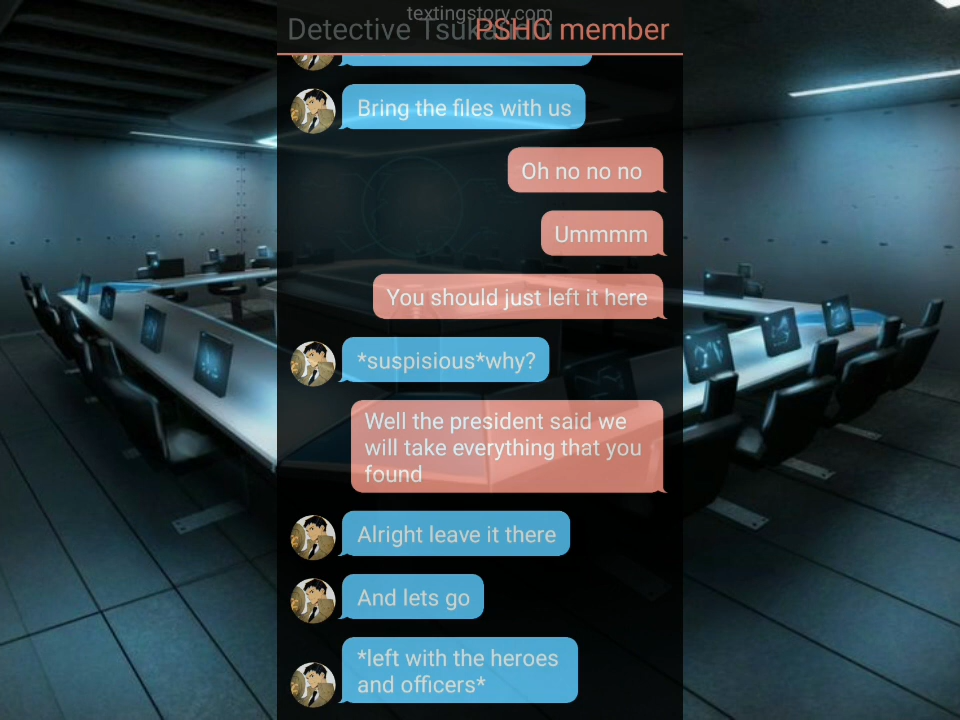 textingstory.com
Detective Tsukauchi
PSHC member
Bring the files with us
Oh no no no
Ummmm
You should just left it here
*suspisious*why?
Well the president said we
will take everything that you
found
Alright leave it there
And lets go
*left with the heroes
and officers*